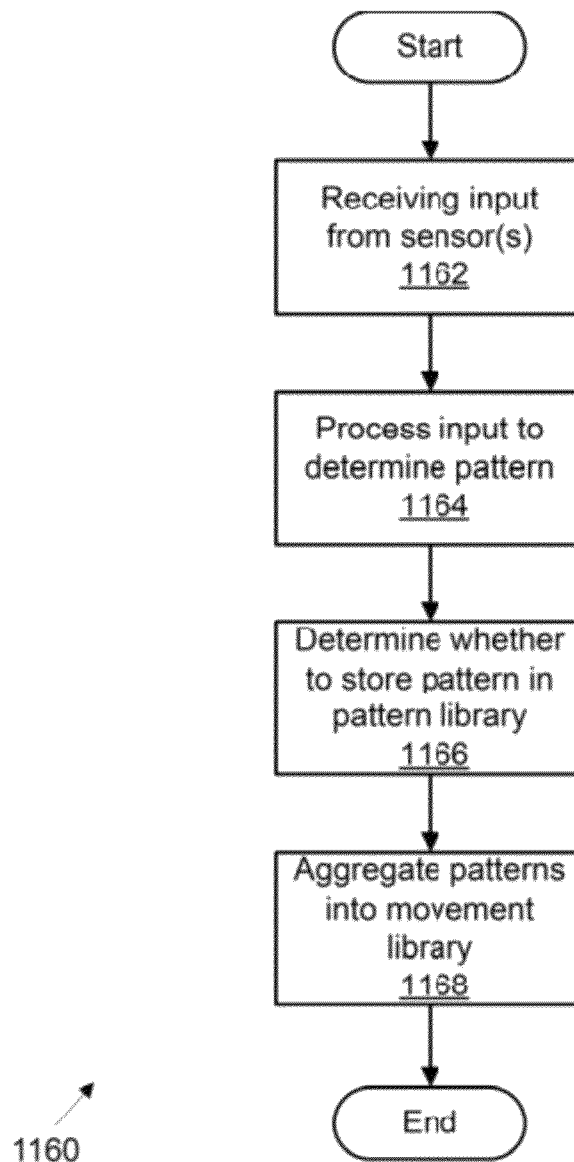 Start
Receiving input
from sensor(s)
1162
Process input to
determine pattern
1164
Determine whether
to store pattern in
pattern library
1166
Aggregate patterns
into movement
library
1168
End
1160